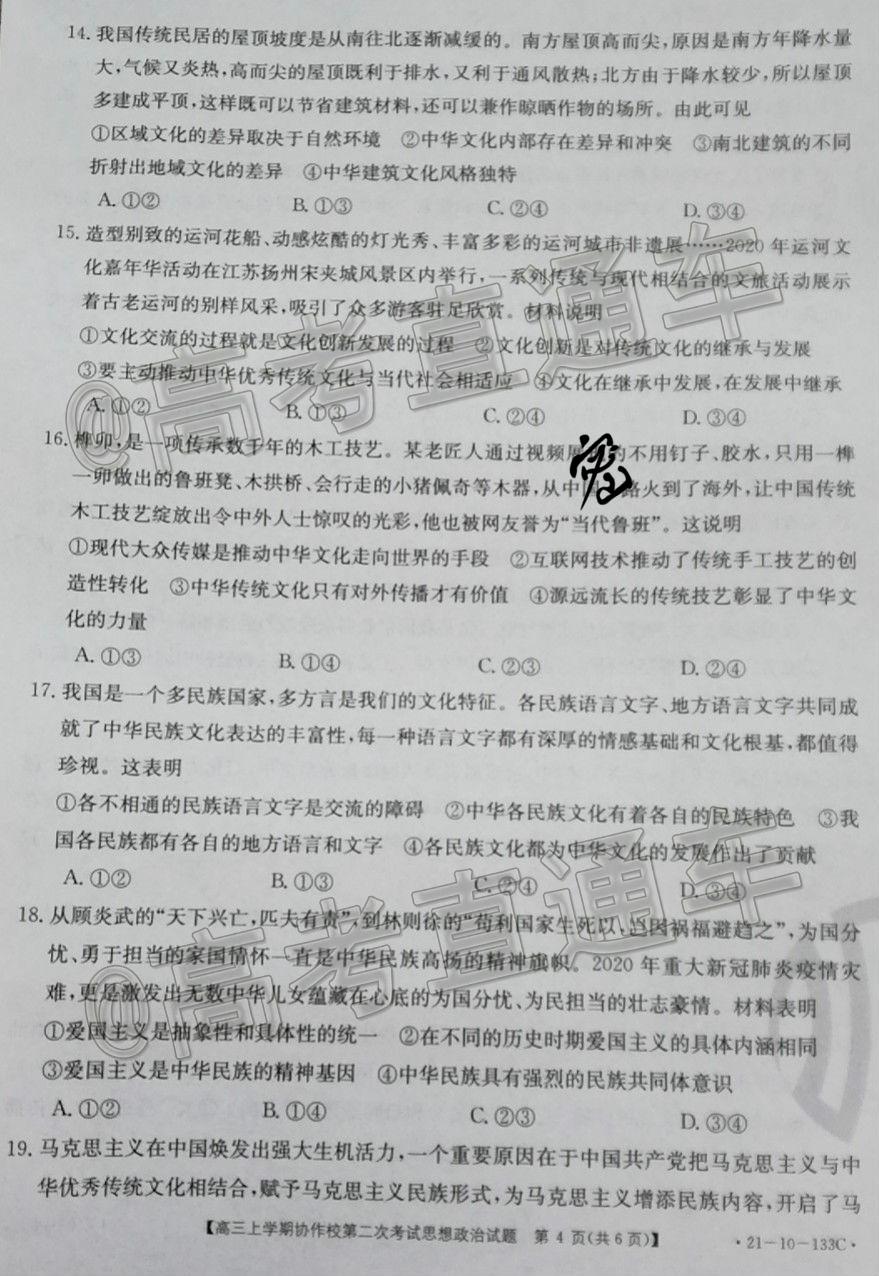 14. 我国传统民居的屋顶坡度是从南往北逐渐减缓的。南方屋顶高而尖,原因是南方年降水量
大,气候又炎热,高而尖的屋顶既利于排水,又利于通风散热;北方由于降水较少,所以屋顶
多建成平顶,这样既可以节省建筑材料,还可以兼作晾晒作物的场所。由此可见
①区域文化的差异取决于自然环境 ②中华文化内部存在差异和冲突 ③南北建筑的不同
折射出地域文化的差异 ④中华建筑文化风格独特
A. ①② B. ①③ C. ②④ D. ③④
15. 造型别致的运河花船、动感炫酷的灯光秀、丰富多彩的运河城市非遗展……2020年运河文
化嘉年华活动在江苏扬州宋夹城风景区内举行,一系列传统与现代相结合的文旅活动展示
着古老运河的别样风采,吸引了众多游客驻足欣赏。材料说明
①文化交流的过程就是文化创新发展的过程 ②文化创新是对传统文化的继承与发展
③要主动推动中华优秀传统文化与当代社会相适应 ④文化在继承中发展,在发展中继承
A. ①② B. ①③ C. ②④ D. ③④
16. 榫卯,是一项传承数千年的木工技艺。某老匠人通过视频展 的不用钉子、胶水,只用一榫
一卯做出的鲁班凳、木拱桥、会行走的小猪佩奇等木器,从中国 路火到了海外,让中国传统
木工技艺绽放出令中外人士惊叹的光彩,他也被网友誉为“当代鲁班”。这说明
①现代大众传媒是推动中华文化走向世界的手段 ②互联网技术推动了传统手工技艺的创
造性转化 ③中华传统文化只有对外传播才有价值 ④源远流长的传统技艺彰显了中华文
化的力量
A. ①③ B. ①④ C. ②③ D. ②④
17. 我国是一个多民族国家,多方言是我们的文化特征。各民族语言文字、地方语言文字共同成
就了中华民族文化表达的丰富性,每一种语言文字都有深厚的情感基础和文化根基,都值得
珍视。这表明
①各不相通的民族语言文字是交流的障碍 ②中华各民族文化有着各自的民族特色 ③我
国各民族都有各自的地方语言和文字 ④各民族文化都为中华文化的发展作出了贡献
A. ①② B. ①③ C. ②④ D. ③④
18. 从顾炎武的“天下兴亡,匹夫有责”,到林则徐的“苟利国家生死以,岂因祸福避趋之”,为国分
忧、勇于担当的家国情怀一直是中华民族高扬的精神旗帜。2020年重大新冠肺炎疫情灾
难,更是激发出无数中华儿女蕴藏在心底的为国分忧、为民担当的壮志豪情。材料表明
①爱国主义是抽象性和具体性的统一 ②在不同的历史时期爱国主义的具体内涵相同
③爱国主义是中华民族的精神基因 ④中华民族具有强烈的民族共同体意识
A. ①② B. ①③ C. ②④ D. ③④
19. 马克思主义在中国焕发出强大生机活力,一个重要原因在于中国共产党把马克思主义与中
华优秀传统文化相结合,赋予马克思主义民族形式,为马克思主义增添民族内容,开启了马
【高三上学期协作校第二次考试思想政治试题 第4页(共6页)】 ·21-10-133C·
@高考直通车
@高考直通车